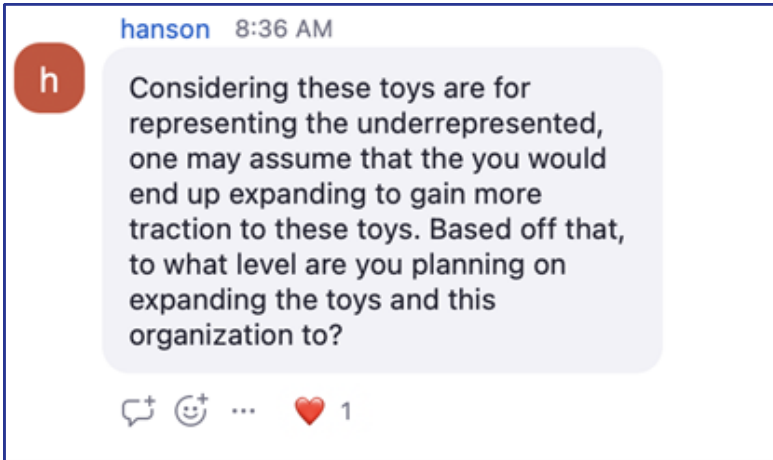 hanson 8:36 AM
h
Considering these toys are for
representing the underrepresented,
one may assume that the you would
end up expanding to gain more
traction to these toys. Based off that,
to what level are you planning on
expanding the toys and this
organization to?
1